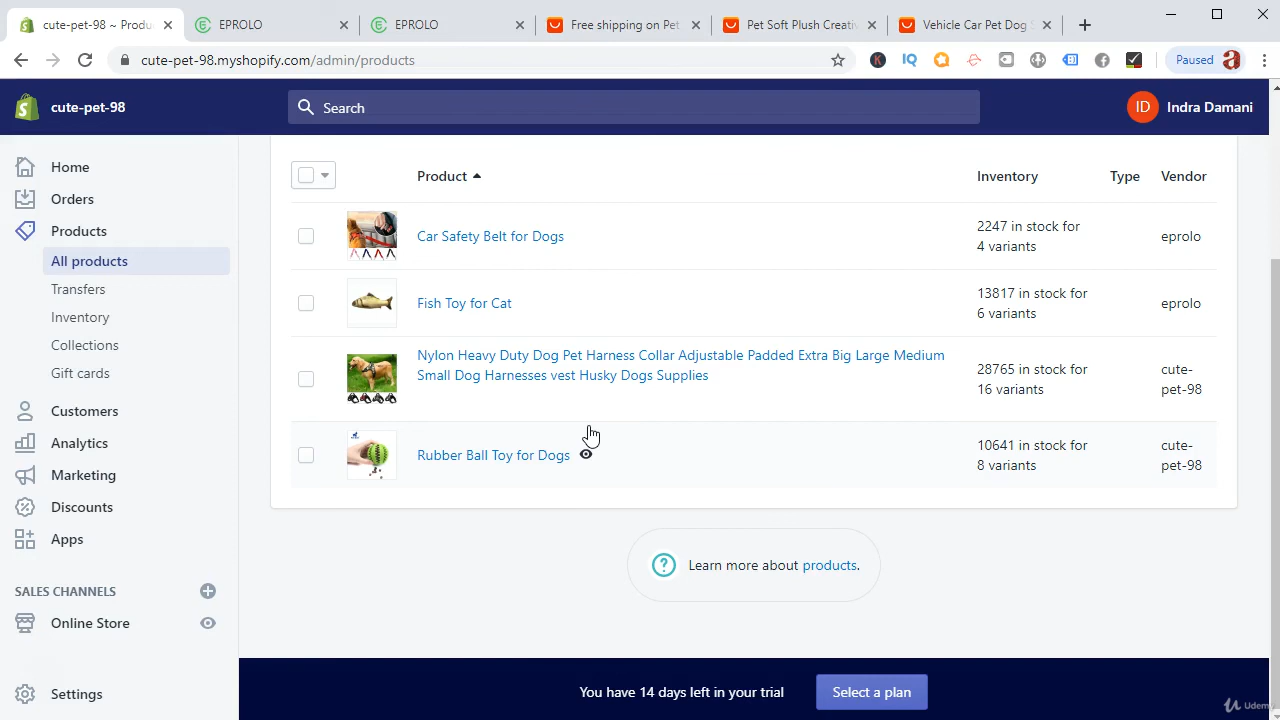 cute-pet-98 ~ Produ
EPROLO
EPROLO
Free shipping on Pet
Pet Soft Plush Creativ
Vehicle Car Pet Dog S
cute-pet-98.myshopify.com/admin/products
Paused
cute-pet-98
Search
ID
Indra Damani
Home
Orders
Products
All products
Transfers
Inventory
Collections
Gift cards
Customers
Analytics
Marketing
Discounts
Apps
SALES CHANNELS
Online Store
Settings
Product
Inventory
Type
Vendor
Car Safety Belt for Dogs
2247 in stock for
4 variants
eprolo
Fish Toy for Cat
13817 in stock for
6 variants
eprolo
Nylon Heavy Duty Dog Pet Harness Collar Adjustable Padded Extra Big Large Medium
Small Dog Harnesses vest Husky Dogs Supplies
28765 in stock for
16 variants
cute-
pet-98
Rubber Ball Toy for Dogs
10641 in stock for
8 variants
cute-
pet-98
Learn more about products.
You have 14 days left in your trial
Select a plan
Udemy